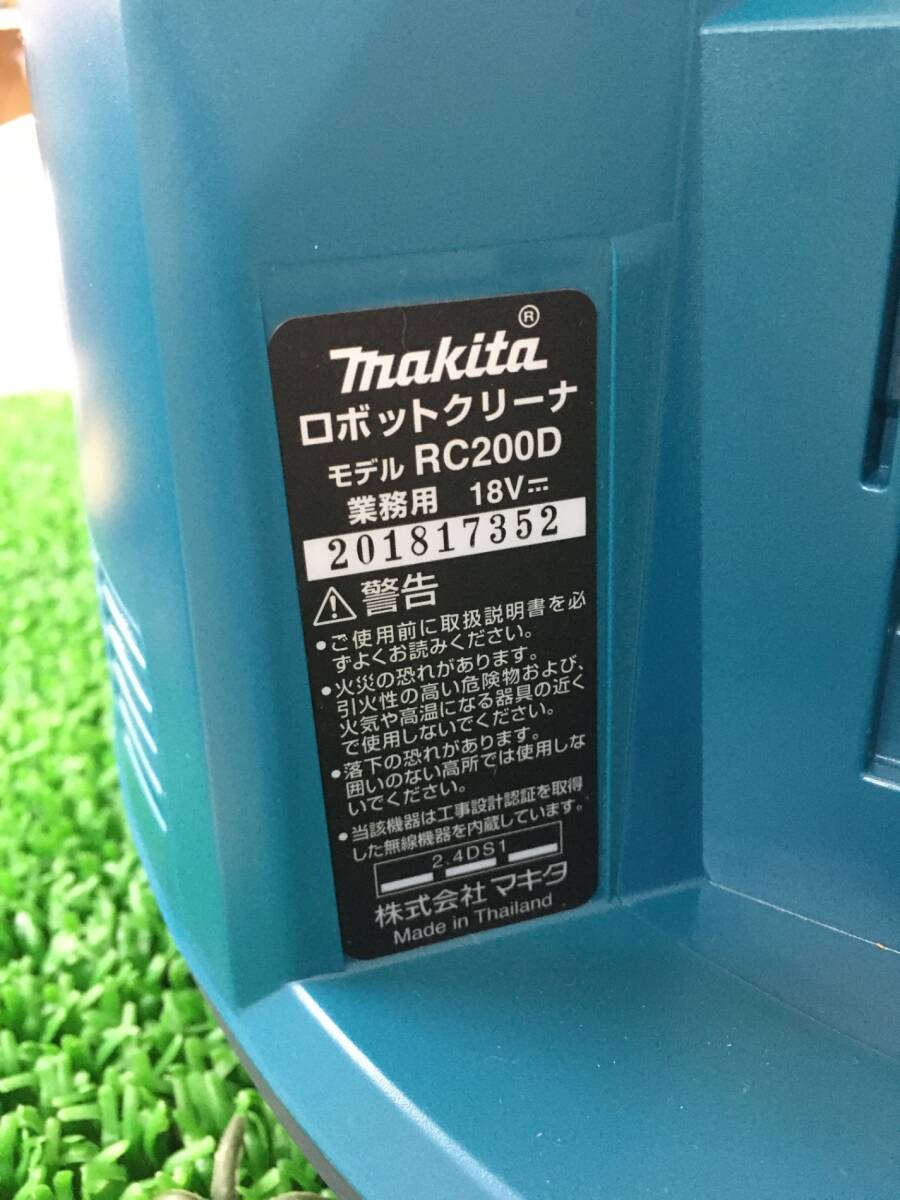 makita®
ロボットクリーナ
モデル RC200D
業務用 18V⎓
201817352
⚠警告
●ご使用前に取扱説明書を必
ずよくお読みください。
●火災の恐れがあります。
引火性の高い危険物および、
火気や高温になる器具の近く
で使用しないでください。
●落下の恐れがあります。
囲いのない高所では使用しな
いでください。
●当該機器は工事設計認証を取得
した無線機器を内蔵しています。
2.4DS1
株式会社 マキタ
Made in Thailand